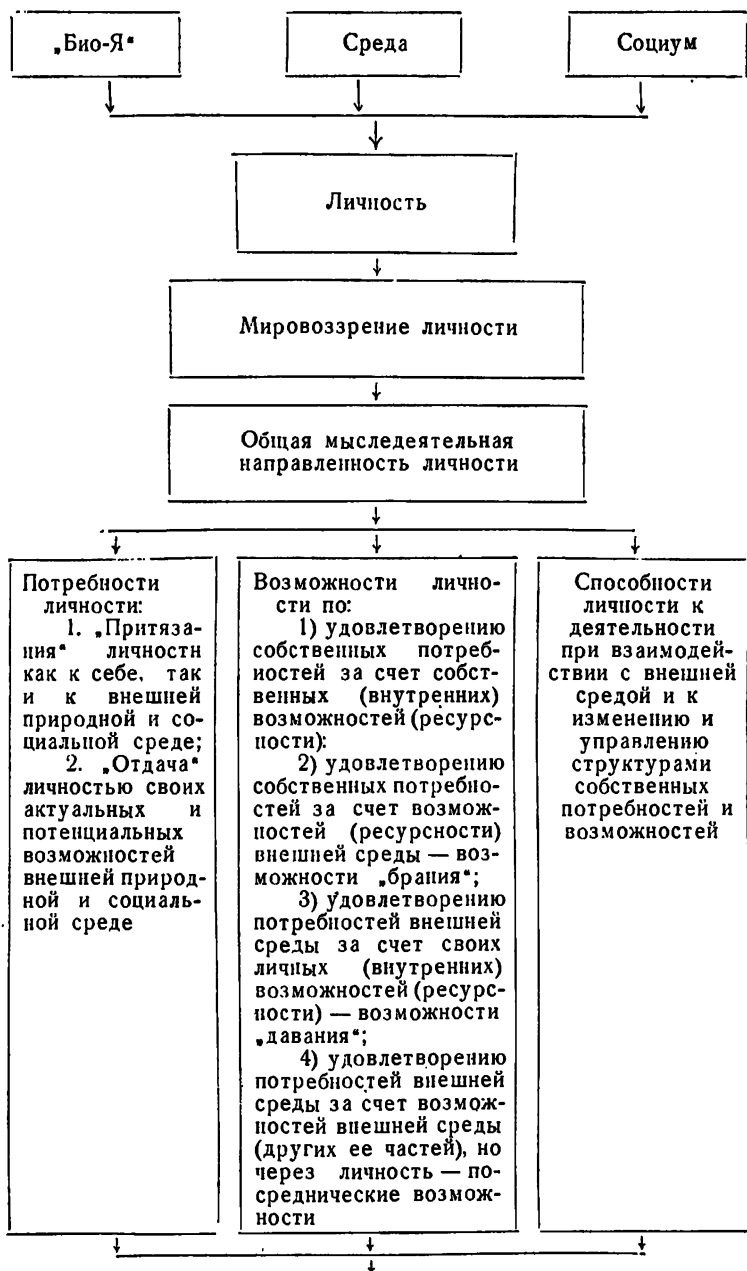 „Био-Я“
Среда
Социум
Личность
Мировоззрение личности
Общая мыследеятельная
направленность личности
Потребности
личности:
1. „Притяза-
ния“ личности
как к себе, так
и к внешней
природной и со-
циальной среде;
2. „Отдача“
личностью своих
актуальных и
потенциальных
возможностей
внешней природ-
ной и социаль-
ной среде
Возможности лично-
сти по:
1) удовлетворению
собственных потреб-
ностей за счет собст-
венных (внутренних)
возможностей (ресурс-
ности):
2) удовлетворению
собственных потребно-
стей за счет возмож-
ностей (ресурсности)
внешней среды — воз-
можности „брания“;
3) удовлетворению
потребностей внешней
среды за счет своих
личных (внутренних)
возможностей (ресурс-
ности) — возможности
„давания“;
4) удовлетворению
потребностей внешней
среды за счет возмож-
ностей внешней среды
(других ее частей), но
через личность — по-
среднические возмож-
ности
Способности
личности к
деятельности
при взаимодей-
ствии с внешней
средой и к
изменению и
управлению
структурами
собственных
потребностей и
возможностей